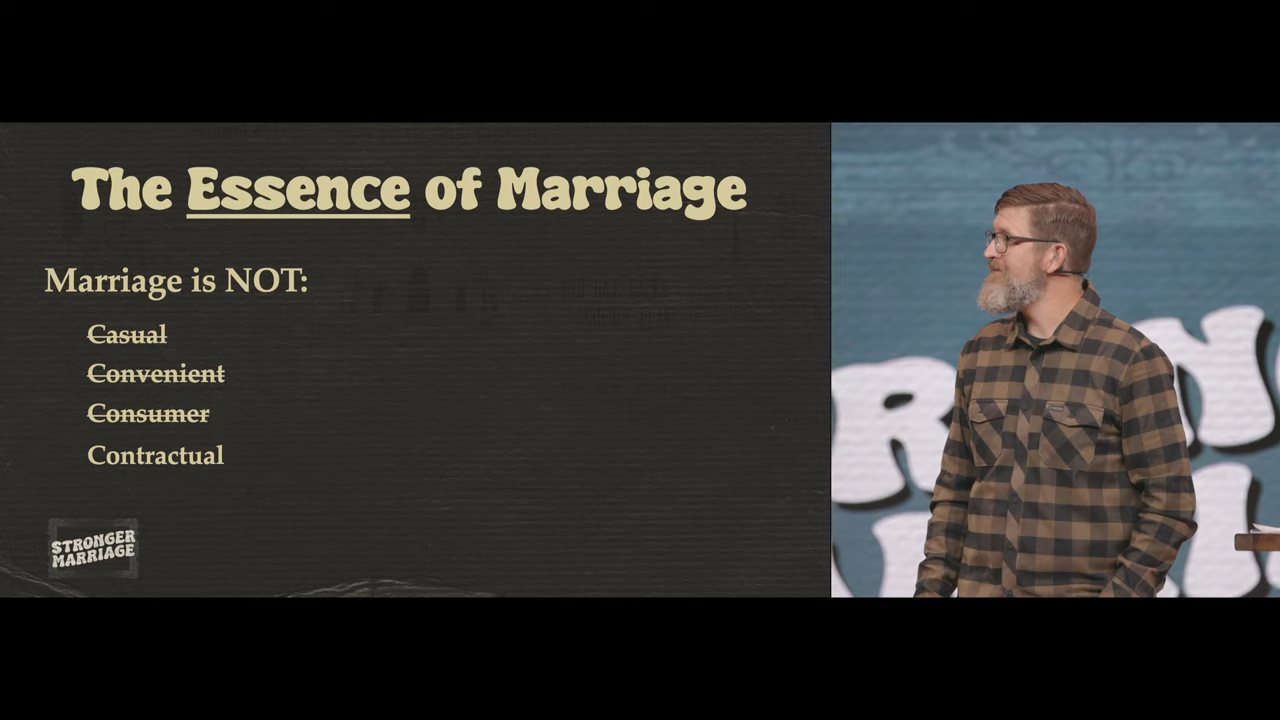 The Essence of Marriage
Marriage is NOT:
Casual
Convenient
Consumer
Contractual
STRONGER
MARRIAGE